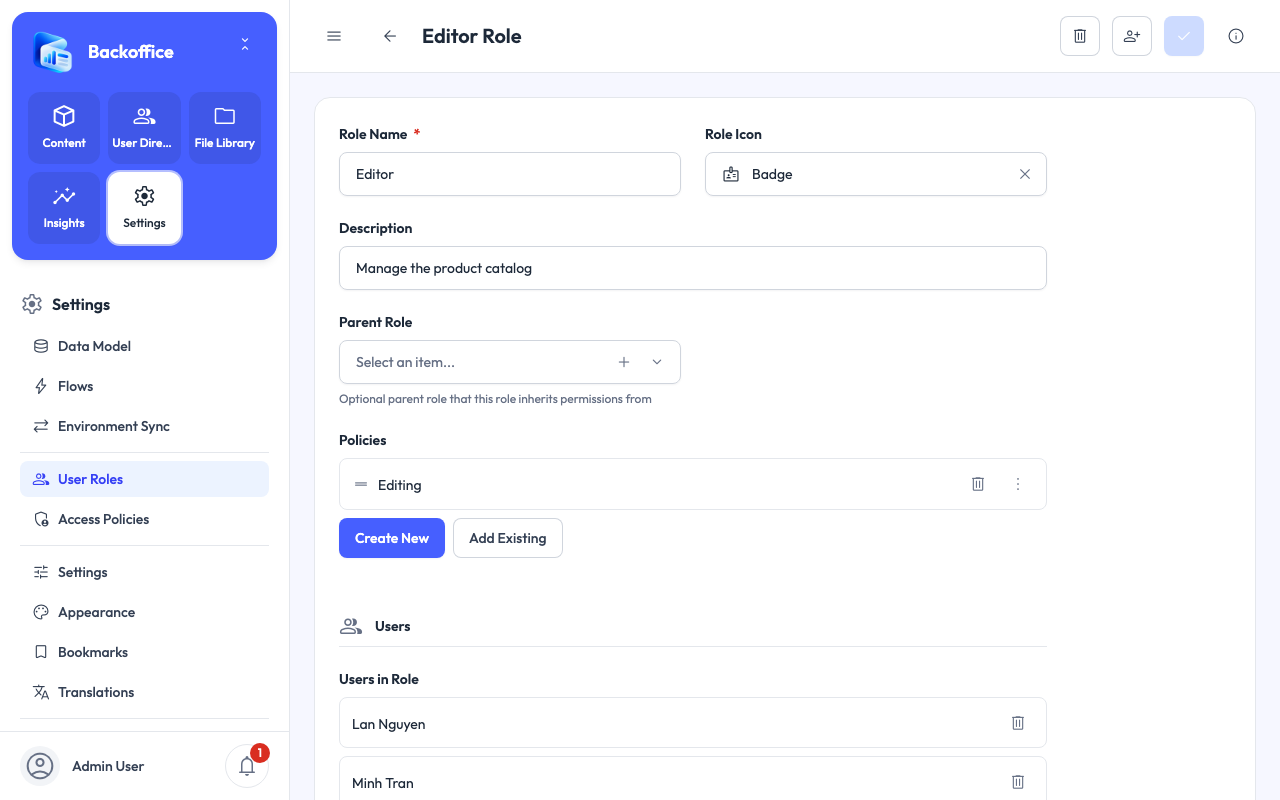 Backoffice
Content
User Dire...
File Library
Insights
Settings
Settings
Data Model
Flows
Environment Sync
User Roles
Access Policies
Settings
Appearance
Bookmarks
Translations
Admin User
1
Editor Role
Role Name *
Editor
Role Icon
Badge
Description
Manage the product catalog
Parent Role
Select an item...
Optional parent role that this role inherits permissions from
Policies
Editing
Create New
Add Existing
Users
Users in Role
Lan Nguyen
Minh Tran